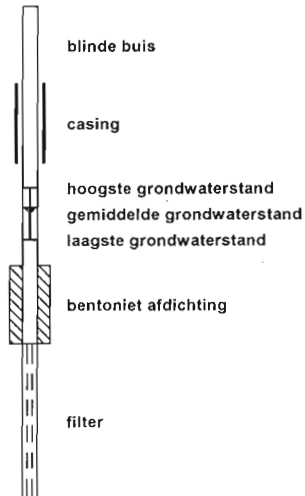 blinde buis
casing
hoogste grondwaterstand
gemiddelde grondwaterstand
laagste grondwaterstand
bentoniet afdichting
filter